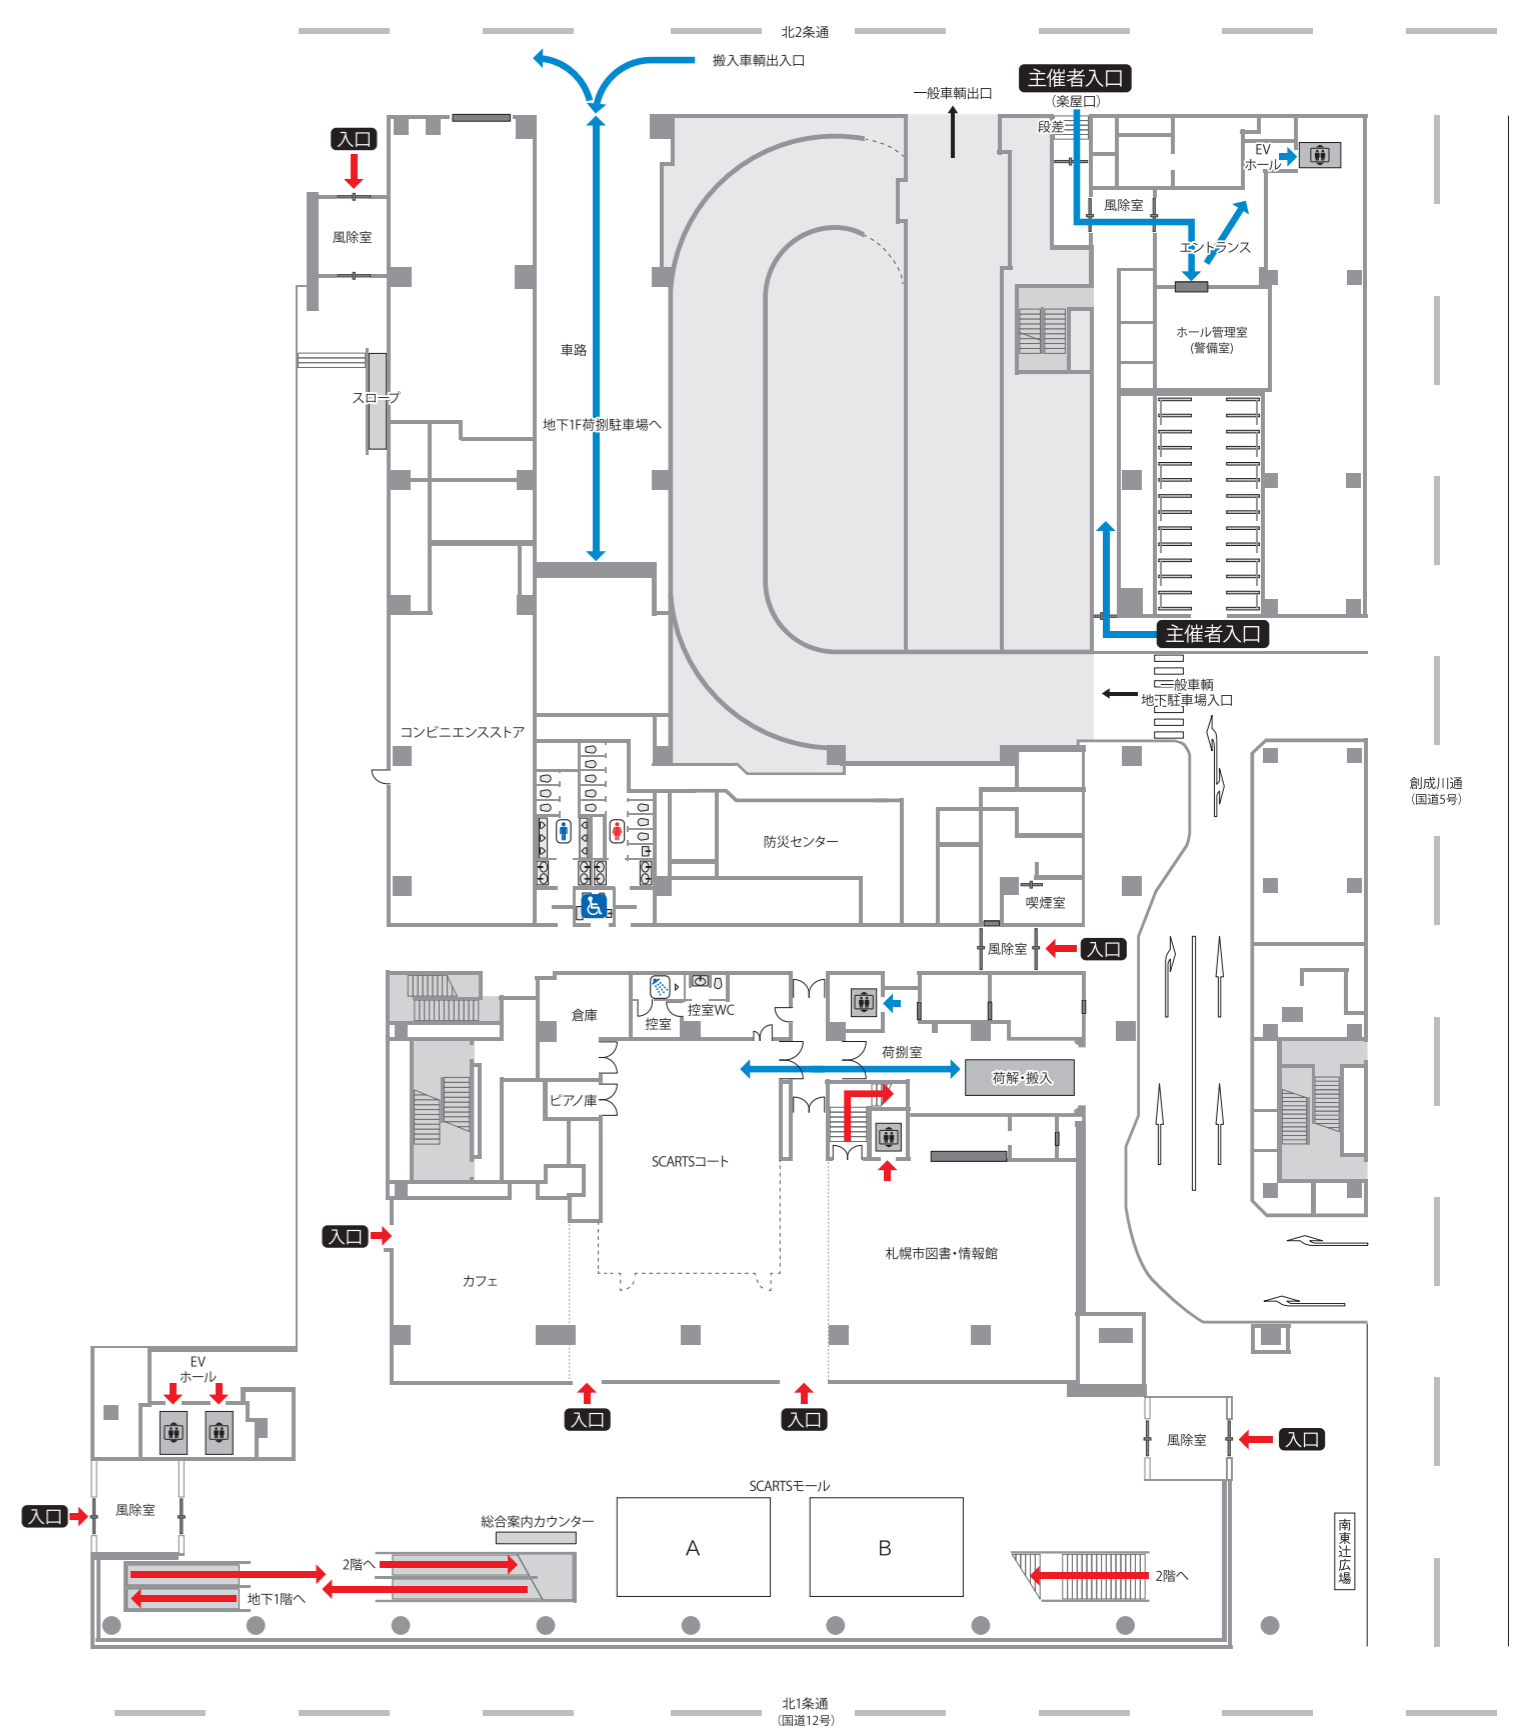 北2条通
搬入車輌出入口
主催者入口
（楽屋口）
一般車輌出口
段差
入口
EV
ホール
風除室
風除室
エントランス
ホール管理室
(警備室)
車路
スロープ
地下1F荷捌駐車場へ
主催者入口
一般車輌
地下駐車場入口
コンビニエンスストア
創成川通
（国道5号）
防災センター
喫煙室
風除室
入口
倉庫
控室
控室WC
荷捌室
荷解・搬入
ピアノ庫
SCARTSコート
入口
札幌市図書・情報館
カフェ
EV
ホール
入口
入口
風除室
入口
SCARTSモール
風除室
入口
総合案内カウンター
A
B
南東辻広場
2階へ
2階へ
地下1階へ
北1条通
（国道12号）